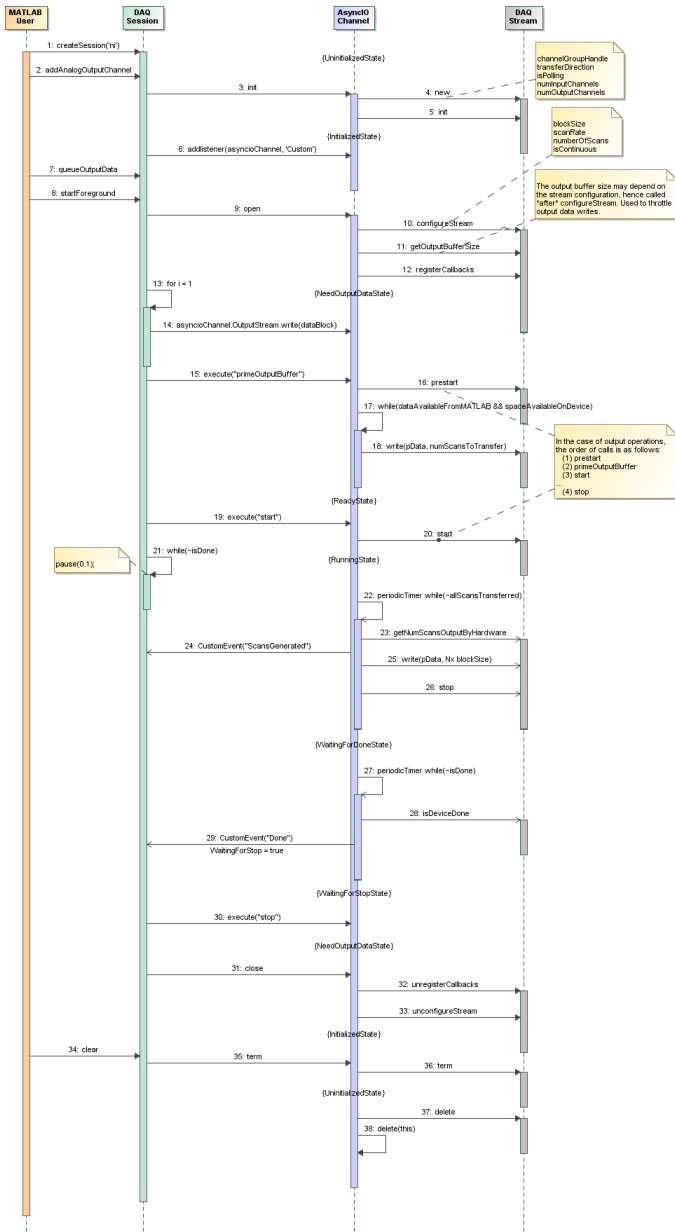 MATLAB
User
DAQ
Session
AsyncIO
Channel
DAQ
Stream
1: createSession('ni')
{UninitializedState}
channelGroupHandle
transferDirection
isPolling
numInputChannels
numOutputChannels
2: addAnalogOutputChannel
3: init
4: new
5: init
{InitializedState}
blockSize
scanRate
numberOfScans
isContinuous
6: addlistener(asyncioChannel, 'Custom')
7: queueOutputData
8: startForeground
The output buffer size may depend on
the stream configuration, hence called
*after* configureStream. Used to throttle
output data writes.
9: open
10: configureStream
11: getOutputBufferSize
12: registerCallbacks
13: for i = 1
{NeedOutputDataState}
14: asyncioChannel.OutputStream.write(dataBlock)
15: execute("primeOutputBuffer")
16: prestart
17: while(dataAvailableFromMATLAB && spaceAvailableOnDevice)
18: write(pData, numScansToTransfer)
In the case of output operations,
the order of calls is as follows:
(1) prestart
(2) primeOutputBuffer
(3) start
...
(4) stop
{ReadyState}
19: execute("start")
20: start
21: while(~isDone)
{RunningState}
pause(0.1);
22: periodicTimer while(~allScansTransferred)
23: getNumScansOutputByHardware
24: CustomEvent("ScansGenerated")
25: write(pData, Nx blockSize)
26: stop
{WaitingForDoneState}
27: periodicTimer while(~isDone)
28: isDeviceDone
29: CustomEvent("Done")
WaitingForStop = true
{WaitingForStopState}
30: execute("stop")
{NeedOutputDataState}
31: close
32: unregisterCallbacks
33: unconfigureStream
{InitializedState}
34: clear
35: term
36: term
{UninitializedState}
37: delete
38: delete(this)